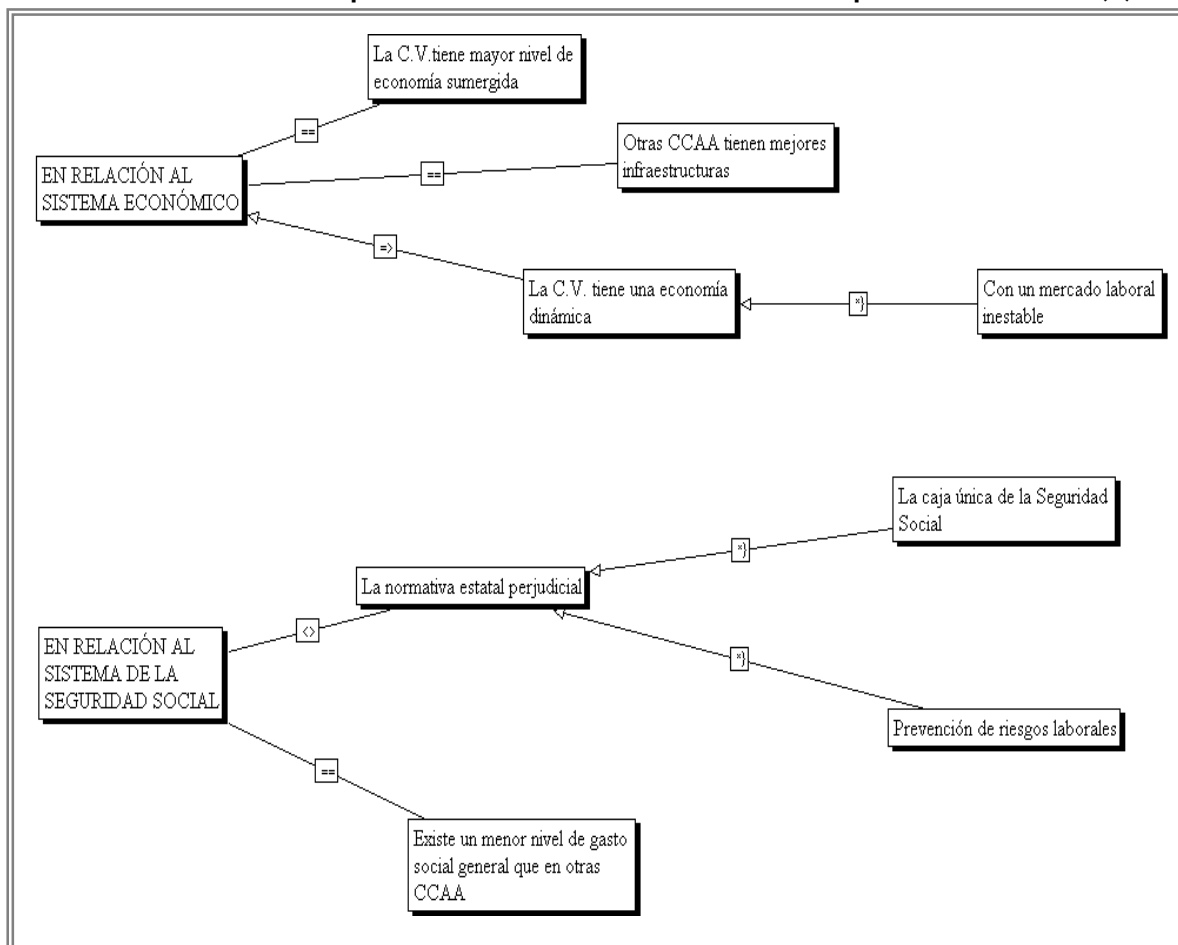 La C.V.tiene mayor nivel de
economía sumergida
==
Otras CCAA tienen mejores
infraestructuras
==
EN RELACIÓN AL
SISTEMA ECONÓMICO
=>
La C.V. tiene una economía
dinámica
*}
Con un mercado laboral
inestable
La caja única de la Seguridad
Social
*}
La normativa estatal perjudicial
<>
EN RELACIÓN AL
SISTEMA DE LA
SEGURIDAD SOCIAL
*}
Prevención de riesgos laborales
==
Existe un menor nivel de gasto
social general que en otras
CCAA